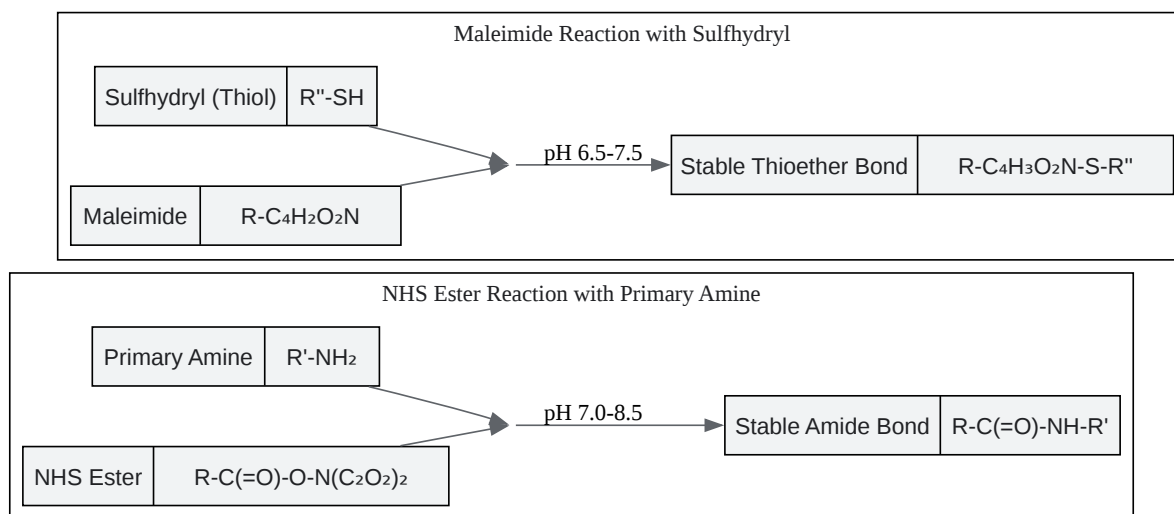 Maleimide Reaction with Sulfhydryl
Sulfhydryl (Thiol) R"-SH
pH 6.5-7.5
Stable Thioether Bond R-C₄H₃O₂N-S-R"
Maleimide R-C₄H₂O₂N
NHS Ester Reaction with Primary Amine
Primary Amine R'-NH₂
pH 7.0-8.5
Stable Amide Bond R-C(=O)-NH-R'
NHS Ester R-C(=O)-O-N(C₂O₂)₂